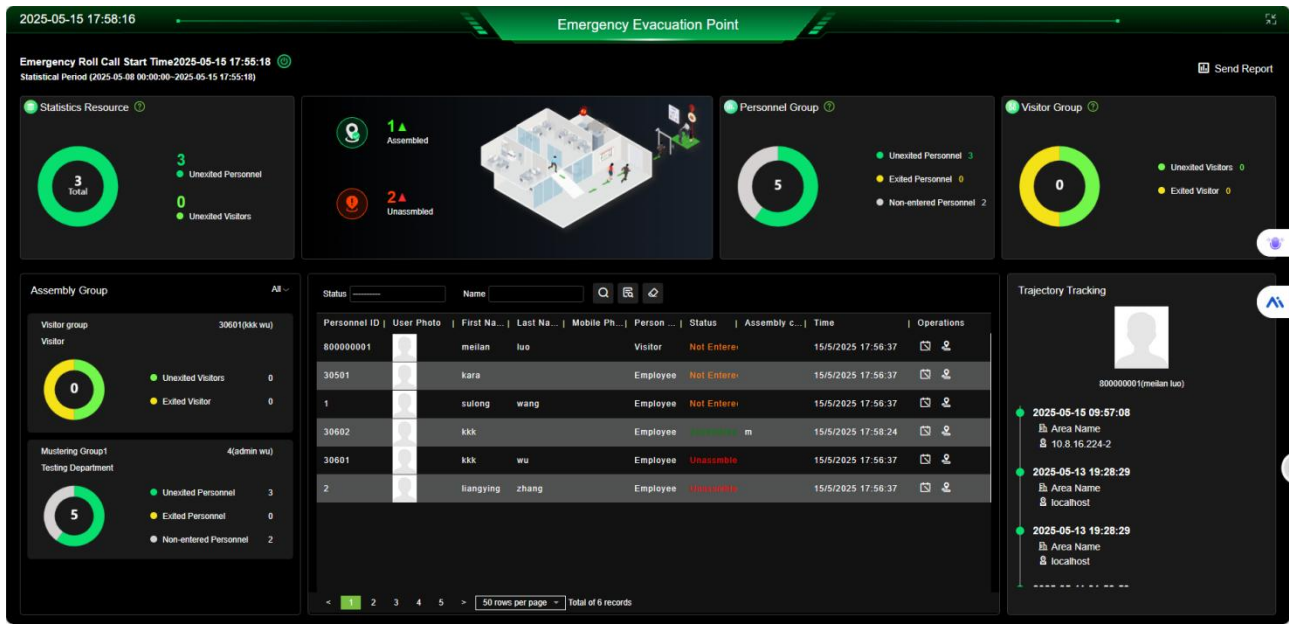 2025-05-15 17:58:16
Emergency Evacuation Point
Emergency Roll Call Start Time2025-05-15 17:55:18
Statistical Period (2025-05-08 00:00:00~2025-05-15 17:55:18)
Send Report
Statistics Resource
3
Total
3
Unexited Personnel
0
Unexited Visitors
1
Assembled
2
Unassmbled
Personnel Group
5
Unexited Personnel 3
Exited Personnel 0
Non-entered Personnel 2
Visitor Group
0
Unexited Visitors 0
Exited Visitor 0
Assembly Group
All
Visitor group 30601(kkk wu)
Visitor
0
Unexited Visitors 0
Exited Visitor 0
Mustering Group1 4(admin wu)
Testing Department
5
Unexited Personnel 3
Exited Personnel 0
Non-entered Personnel 2
Status ---------
Name
Personnel ID | User Photo | First Na... | Last Na... | Mobile Ph... | Person ... | Status | Assembly c... | Time | Operations
800000001 meilan luo Visitor Not Entere 15/5/2025 17:56:37
30501 kara Employee Not Entere 15/5/2025 17:56:37
1 sulong wang Employee Not Entere 15/5/2025 17:56:37
30602 kkk Employee m 15/5/2025 17:58:24
30601 kkk wu Employee Unassmble 15/5/2025 17:56:37
2 liangying zhang Employee Unassmble 15/5/2025 17:56:37
< 1 2 3 4 5 > 50 rows per page Total of 6 records
Trajectory Tracking
800000001(meilan luo)
2025-05-15 09:57:08
Area Name
10.8.16.224-2
2025-05-13 19:28:29
Area Name
localhost
2025-05-13 19:28:29
Area Name
localhost